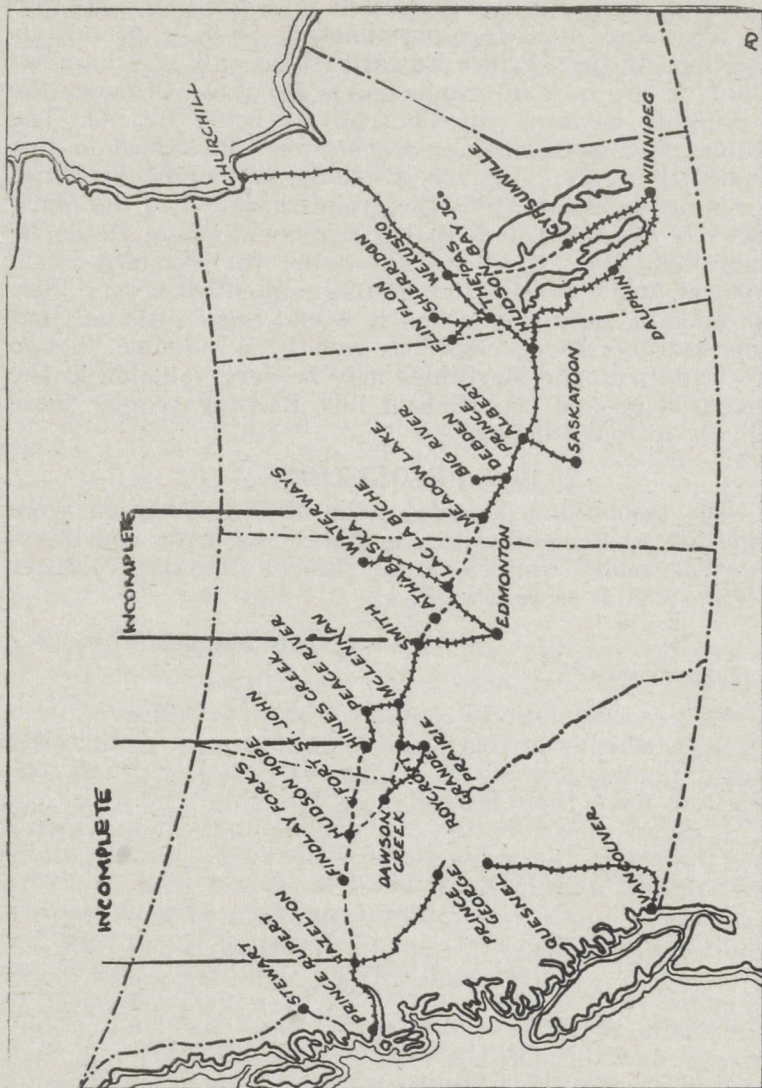 CHURCHILL
WINNIPEG
GYPSUMVILLE
DAUPHIN
HUDSON BAY JC.
THE PAS
WEKUSKO
SHERRIDON
FLIN FLON
PRINCE
ALBERT
SASKATOON
DEBDEN
BIG RIVER
MEADOW LAKE
LAC LA BICHE
WATERWAYS
ATHABASKA
EDMONTON
INCOMPLETE
SMITH
MCLENNAN
PEACE RIVER
HINES CREEK
FORT ST. JOHN
HUDSON HOPE
FINDLAY FORKS
GRANDE
PRAIRIE
ROYCROFT
DAWSON
CREEK
INCOMPLETE
PRINCE
GEORGE
QUESNEL
VANCOUVER
HAZELTON
PRINCE RUPERT
STEWART